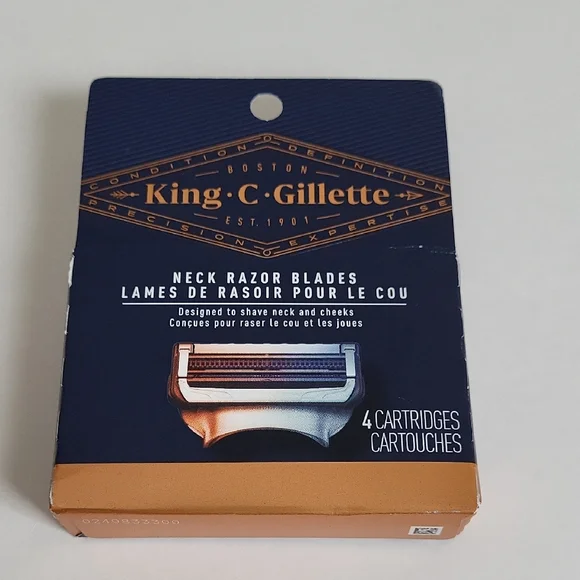 CONDITION DEFINITION
BOSTON
King · C · Gillette
EST. 1901
PRECISION EXPERTISE
NECK RAZOR BLADES
LAMES DE RASOIR POUR LE COU
Designed to shave neck and cheeks
Conçues pour raser le cou et les joues
4 CARTRIDGES
CARTOUCHES
0249833300